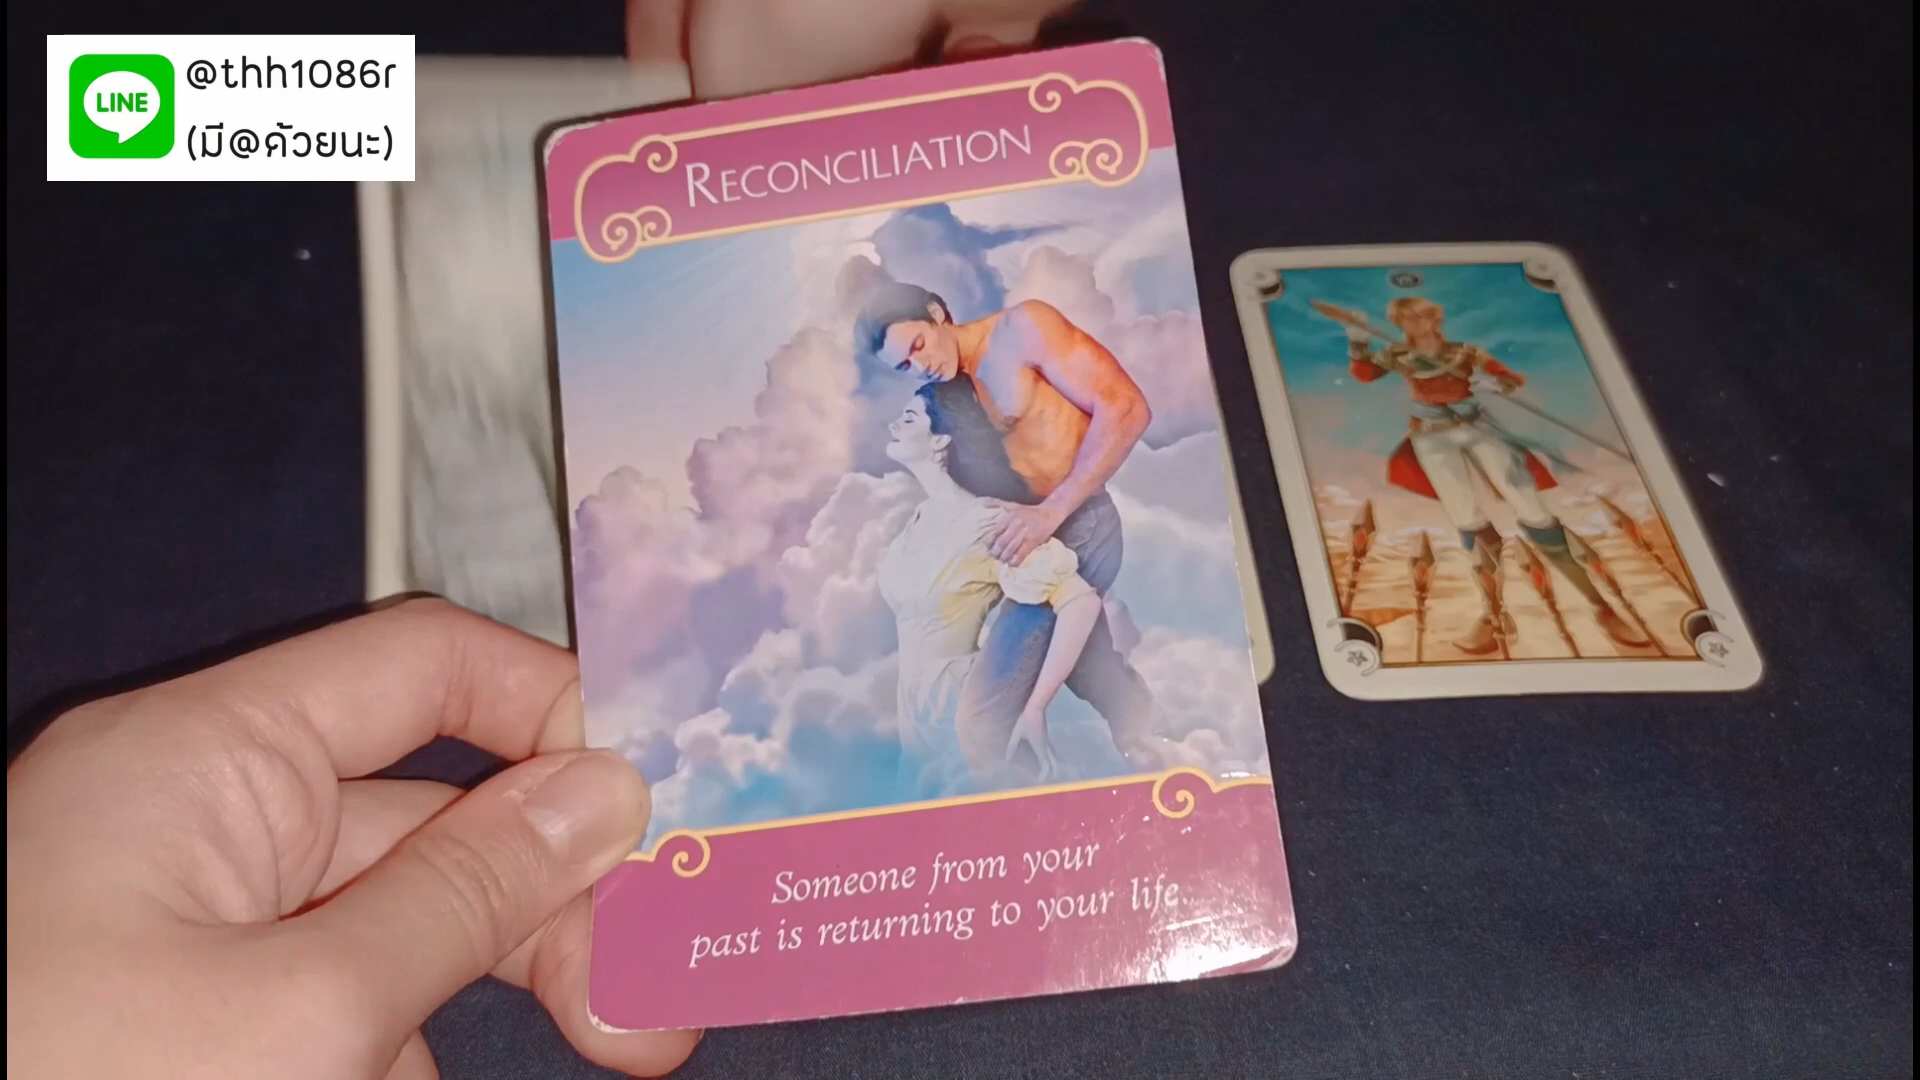 LINE
@thh1086r
(มี@ด้วยนะ)
RECONCILIATION
Someone from your
past is returning to your life.